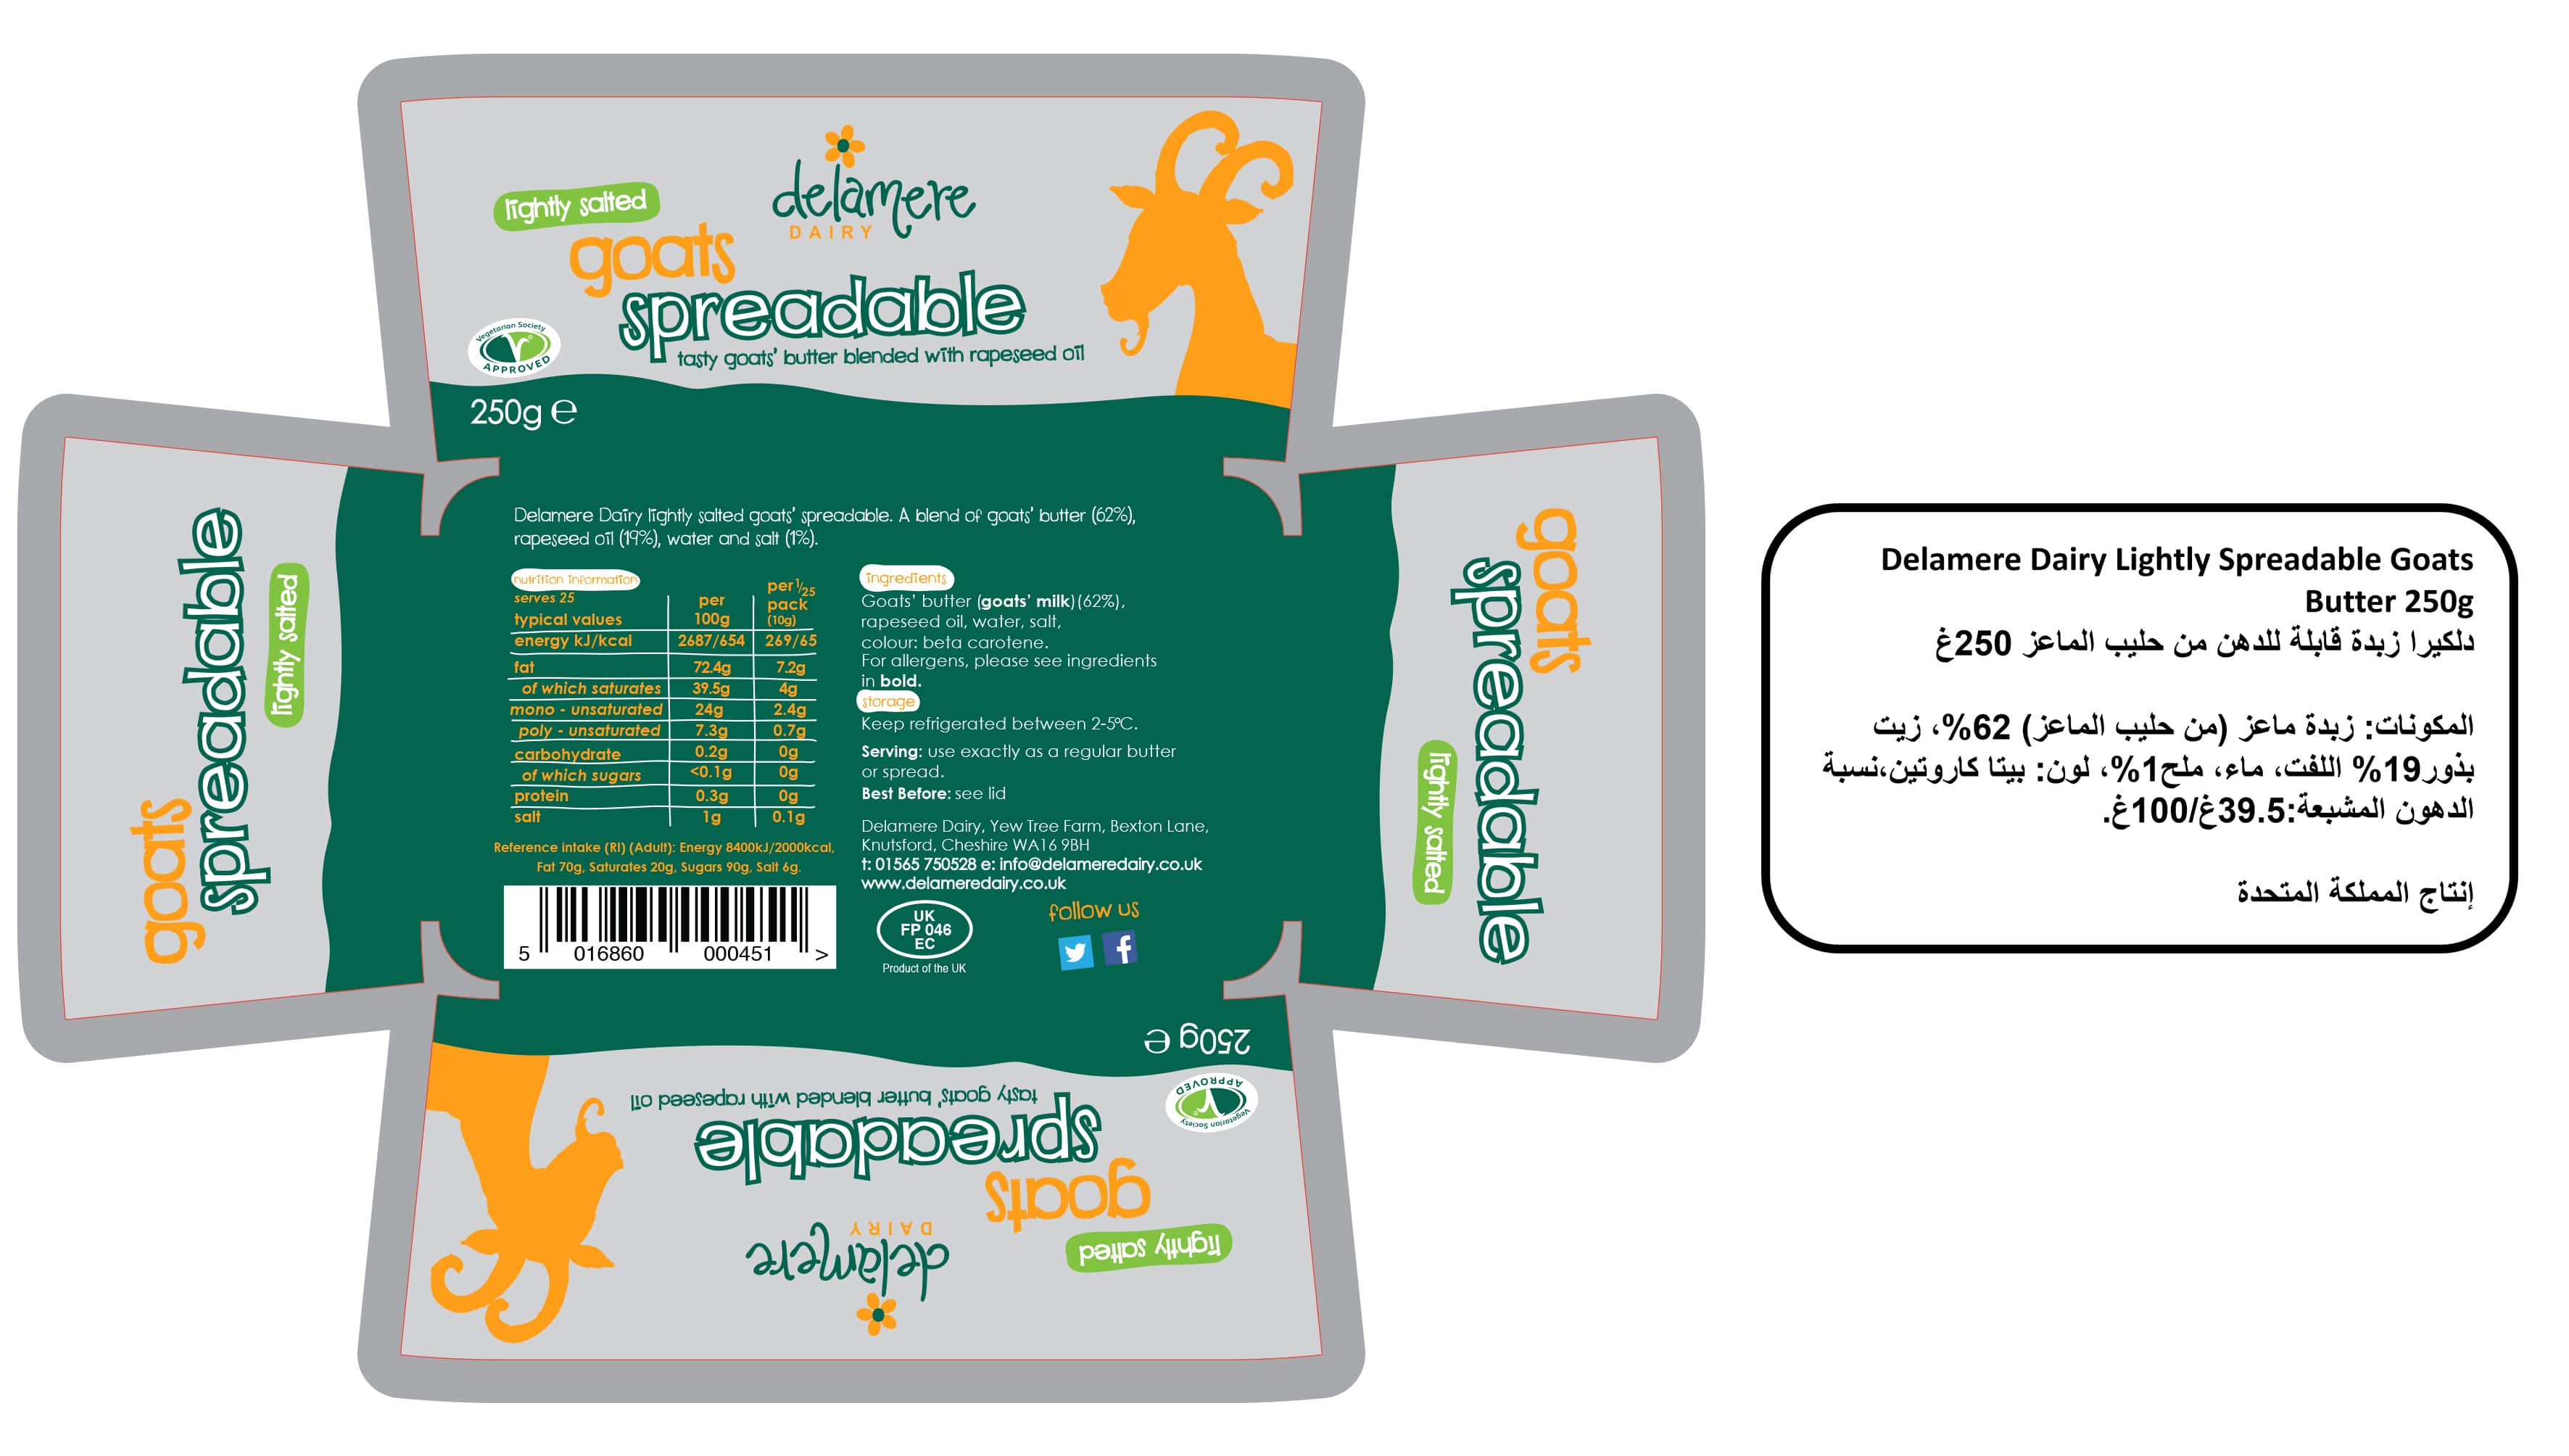 lightly salted
delamere
DAIRY
goats
spreadable
tasty goats' butter blended with rapeseed oil
Vegetarian Society
APPROVED
250g e
goats
spreadable
lightly salted
Delamere Dairy lightly salted goats' spreadable. A blend of goats' butter (62%),
rapeseed oil (19%), water and salt (1%).
nutrition information
serves 25
typical values per 100g per 1/25 pack (10g)
energy kJ/kcal 2687/654 269/65
fat 72.4g 7.2g
of which saturates 39.5g 4g
mono - unsaturated 24g 2.4g
poly - unsaturated 7.3g 0.7g
carbohydrate 0.2g 0g
of which sugars <0.1g 0g
protein 0.3g 0g
salt 1g 0.1g
Reference intake (RI) (Adult): Energy 8400kJ/2000kcal,
Fat 70g, Saturates 20g, Sugars 90g, Salt 6g.
5 016860 000451 >
ingredients
Goats' butter (goats' milk) (62%),
rapeseed oil, water, salt,
colour: beta carotene.
For allergens, please see ingredients
in bold.
storage
Keep refrigerated between 2-5°C.
Serving: use exactly as a regular butter
or spread.
Best Before: see lid
Delamere Dairy, Yew Tree Farm, Bexton Lane,
Knutsford, Cheshire WA16 9BH
t: 01565 750528 e: info@delameredairy.co.uk
www.delameredairy.co.uk
UK
FP 046
EC
Product of the UK
follow us
goats
spreadable
lightly salted
250g e
Vegetarian Society
APPROVED
tasty goats' butter blended with rapeseed oil
spreadable
goats
lightly salted
delamere
DAIRY
Delamere Dairy Lightly Spreadable Goats
Butter 250g
دلكيرا زبدة قابلة للدهن من حليب الماعز 250غ
المكونات: زبدة ماعز (من حليب الماعز) 62%، زيت
بذور19% اللفت، ماء، ملح1%، لون: بيتا كاروتين،نسبة
الدهون المشبعة:39.5غ/100غ.
إنتاج المملكة المتحدة